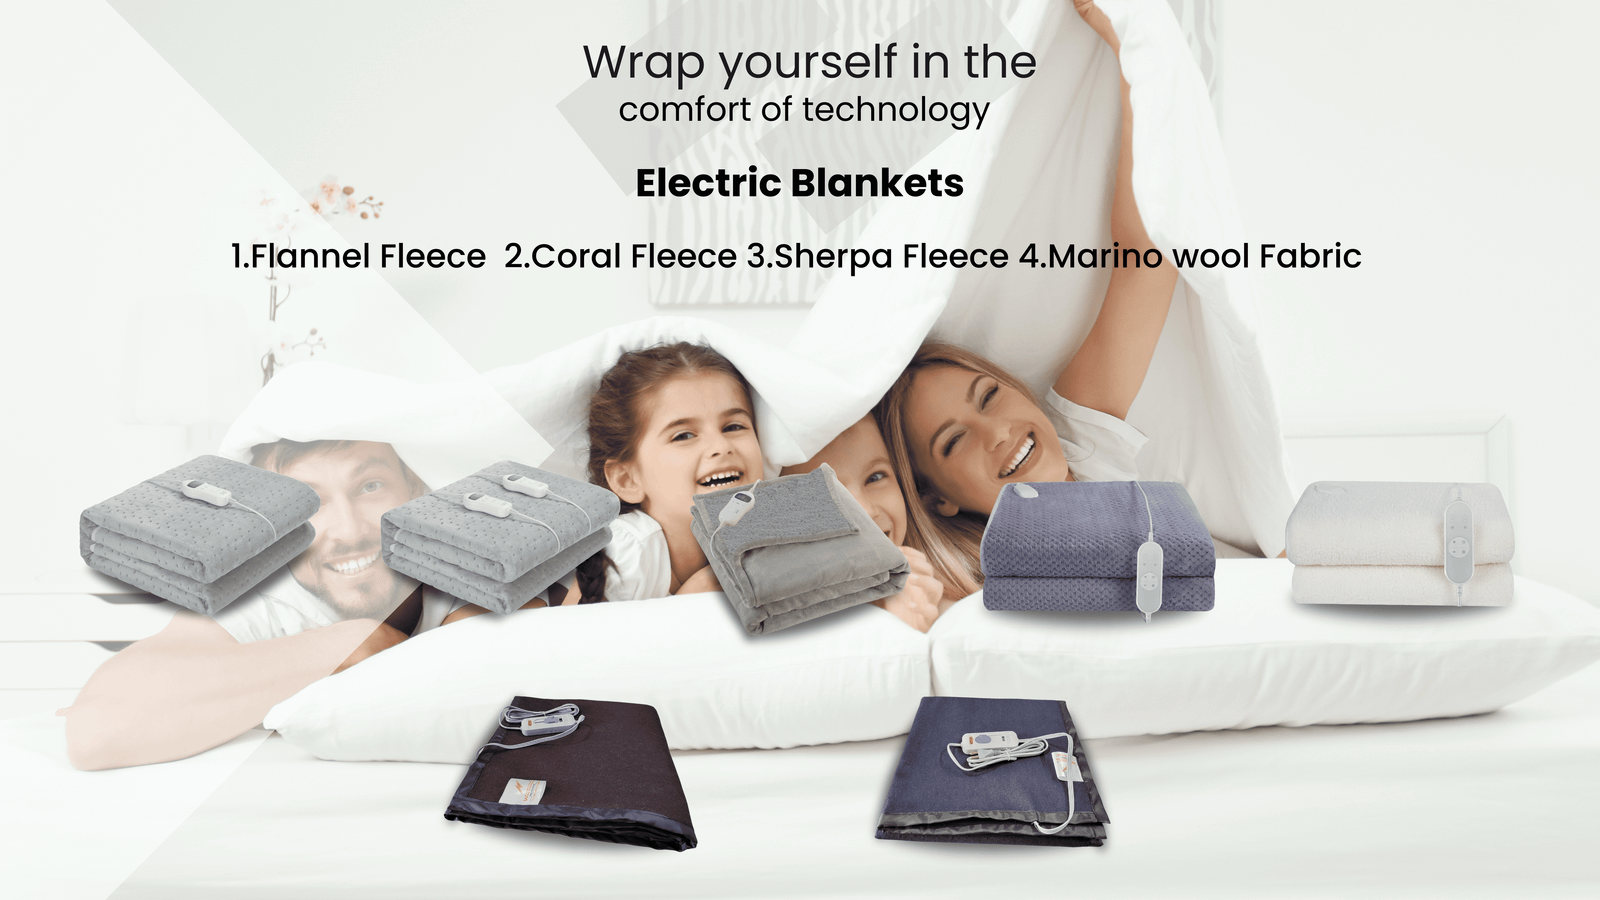 Wrap yourself in the
comfort of technology
Electric Blankets
1.Flannel Fleece 2.Coral Fleece 3.Sherpa Fleece 4.Marino wool Fabric